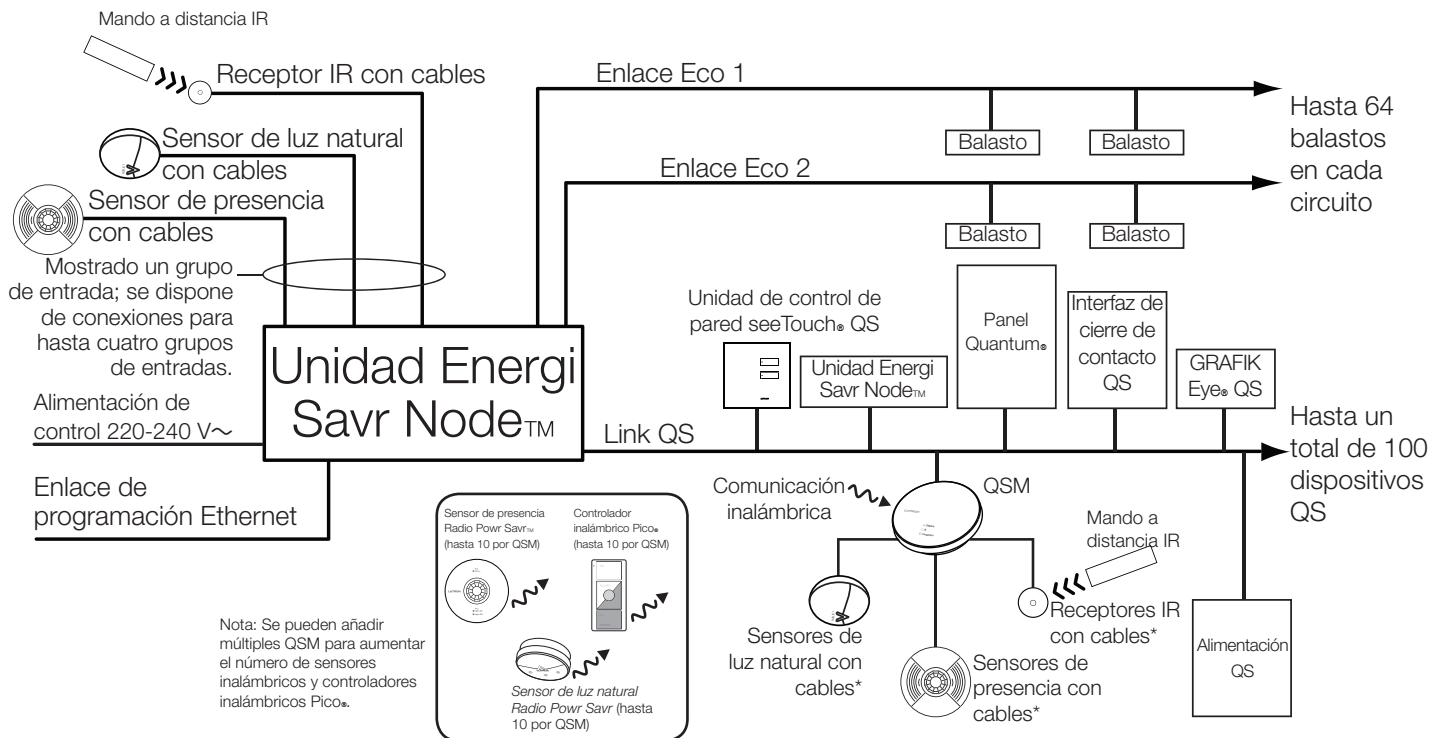 Mando a distancia IR
Receptor IR con cables
Sensor de luz natural
con cables
Sensor de presencia
con cables
Mostrado un grupo
de entrada; se dispone
de conexiones para
hasta cuatro grupos
de entradas.
Alimentación de
control 220-240 V~
Enlace de
programación Ethernet
Unidad Energi
Savr Node™
Enlace Eco 1
Balasto
Balasto
Enlace Eco 2
Balasto
Balasto
Hasta 64
balastos
en cada
circuito
Link QS
Unidad de control de
pared seeTouch® QS
Unidad Energi
Savr Node™
Panel
Quantum®
Interfaz de
cierre de
contacto
QS
GRAFIK
Eye® QS
Hasta un
total de 100
dispositivos
QS
Comunicación
inalámbrica
QSM
Mando a
distancia IR
Receptores IR
con cables*
Sensores de
luz natural con
cables*
Sensores de
presencia con
cables*
Alimentación
QS
Sensor de presencia
Radio Powr Savr™
(hasta 10 por QSM)
Controlador
inalámbrico Pico®
(hasta 10 por QSM)
Sensor de luz natural
Radio Powr Savr (hasta
10 por QSM)
Nota: Se pueden añadir
múltiples QSM para aumentar
el número de sensores
inalámbricos y controladores
inalámbricos Pico®.